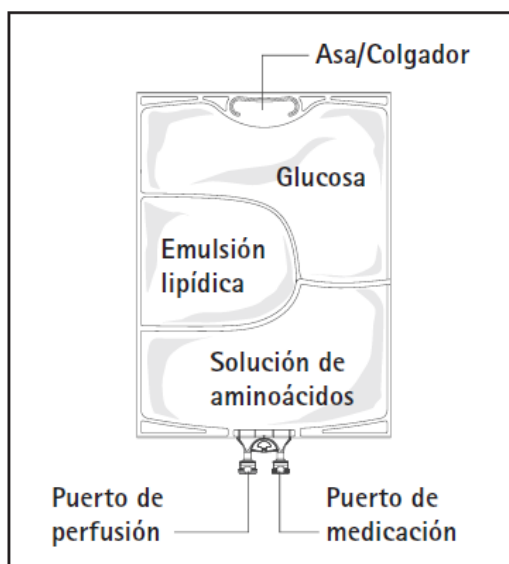 Asa/Colgador
Glucosa
Emulsión
lipídica
Solución de
aminoácidos
Puerto de
perfusión
Puerto de
medicación